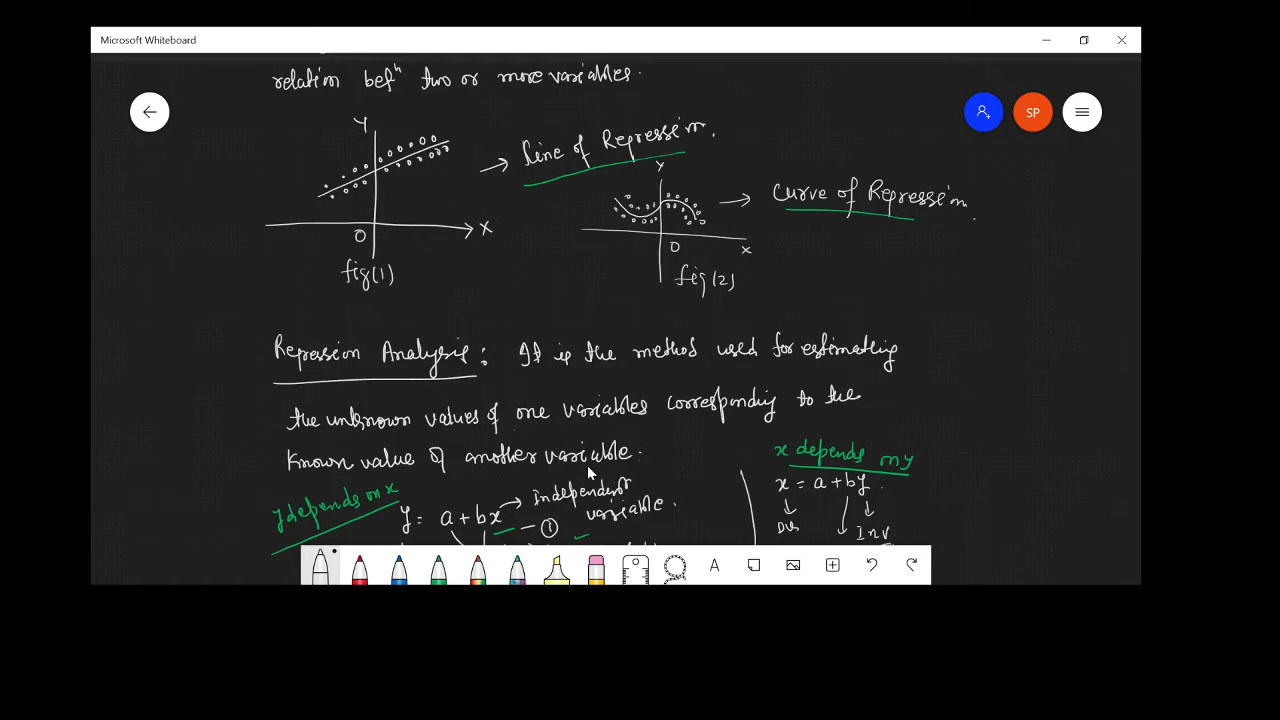 Microsoft Whiteboard
relation betⁿ two or more variables.
SP
Y
Line of Regression.
Y
Curve of Regression.
X
O
O
X
fig(1)
fig(2)
Regression Analysis: It is the method used for estimating
the unknown values of one variables corresponding to the
known value of another variable.
x depends on y
x = a + by
y depends on x
y = a + bx → independent
variable.
①
Inv
A